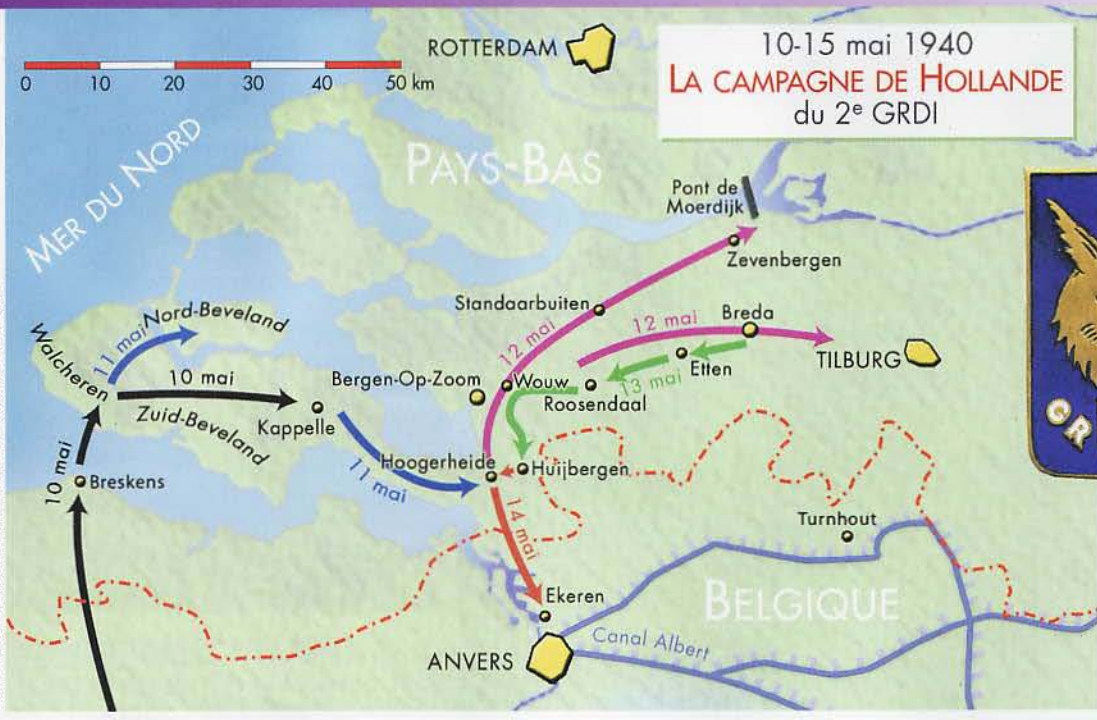 ROTTERDAM
10-15 mai 1940
LA CAMPAGNE DE HOLLANDE
du 2e GRDI
0 10 20 30 40 50 km
MER DU NORD
PAYS-BAS
Pont de
Moerdijk
Zevenbergen
Standaarbuiten
Breda
12 mai
12 mai
TILBURG
Etten
13 mai
Nord-Beveland
11 mai
Walcheren
10 mai
Bergen-Op-Zoom
Wouw
Roosendaal
Kappelle
Zuid-Beveland
Hoogerheide
Huijbergen
11 mai
10 mai
Breskens
14 mai
Turnhout
Ekeren
BELGIQUE
Canal Albert
ANVERS
GR